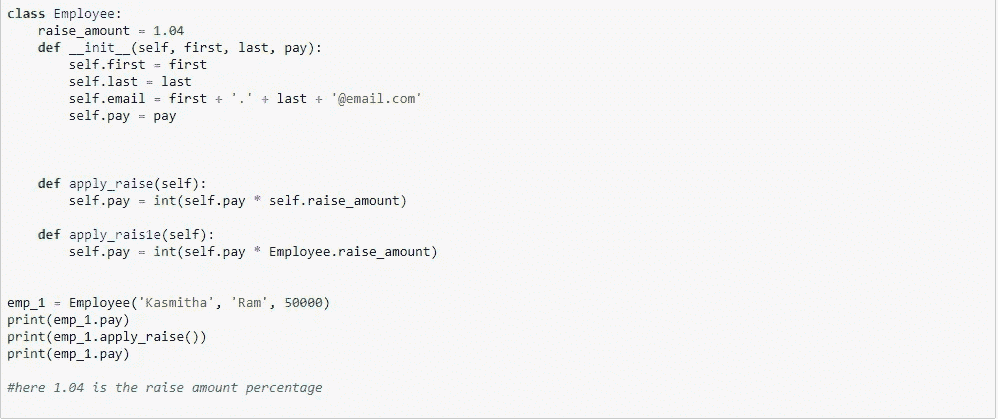 class Employee:
    raise_amount = 1.04
    def __init__(self, first, last, pay):
        self.first = first
        self.last = last
        self.email = first + '.' + last + '@email.com'
        self.pay = pay
    def apply_raise(self):
        self.pay = int(self.pay * self.raise_amount)
    def apply_rais1e(self):
        self.pay = int(self.pay * Employee.raise_amount)
emp_1 = Employee('Kasmitha', 'Ram', 50000)
print(emp_1.pay)
print(emp_1.apply_raise())
print(emp_1.pay)
#here 1.04 is the raise amount percentage